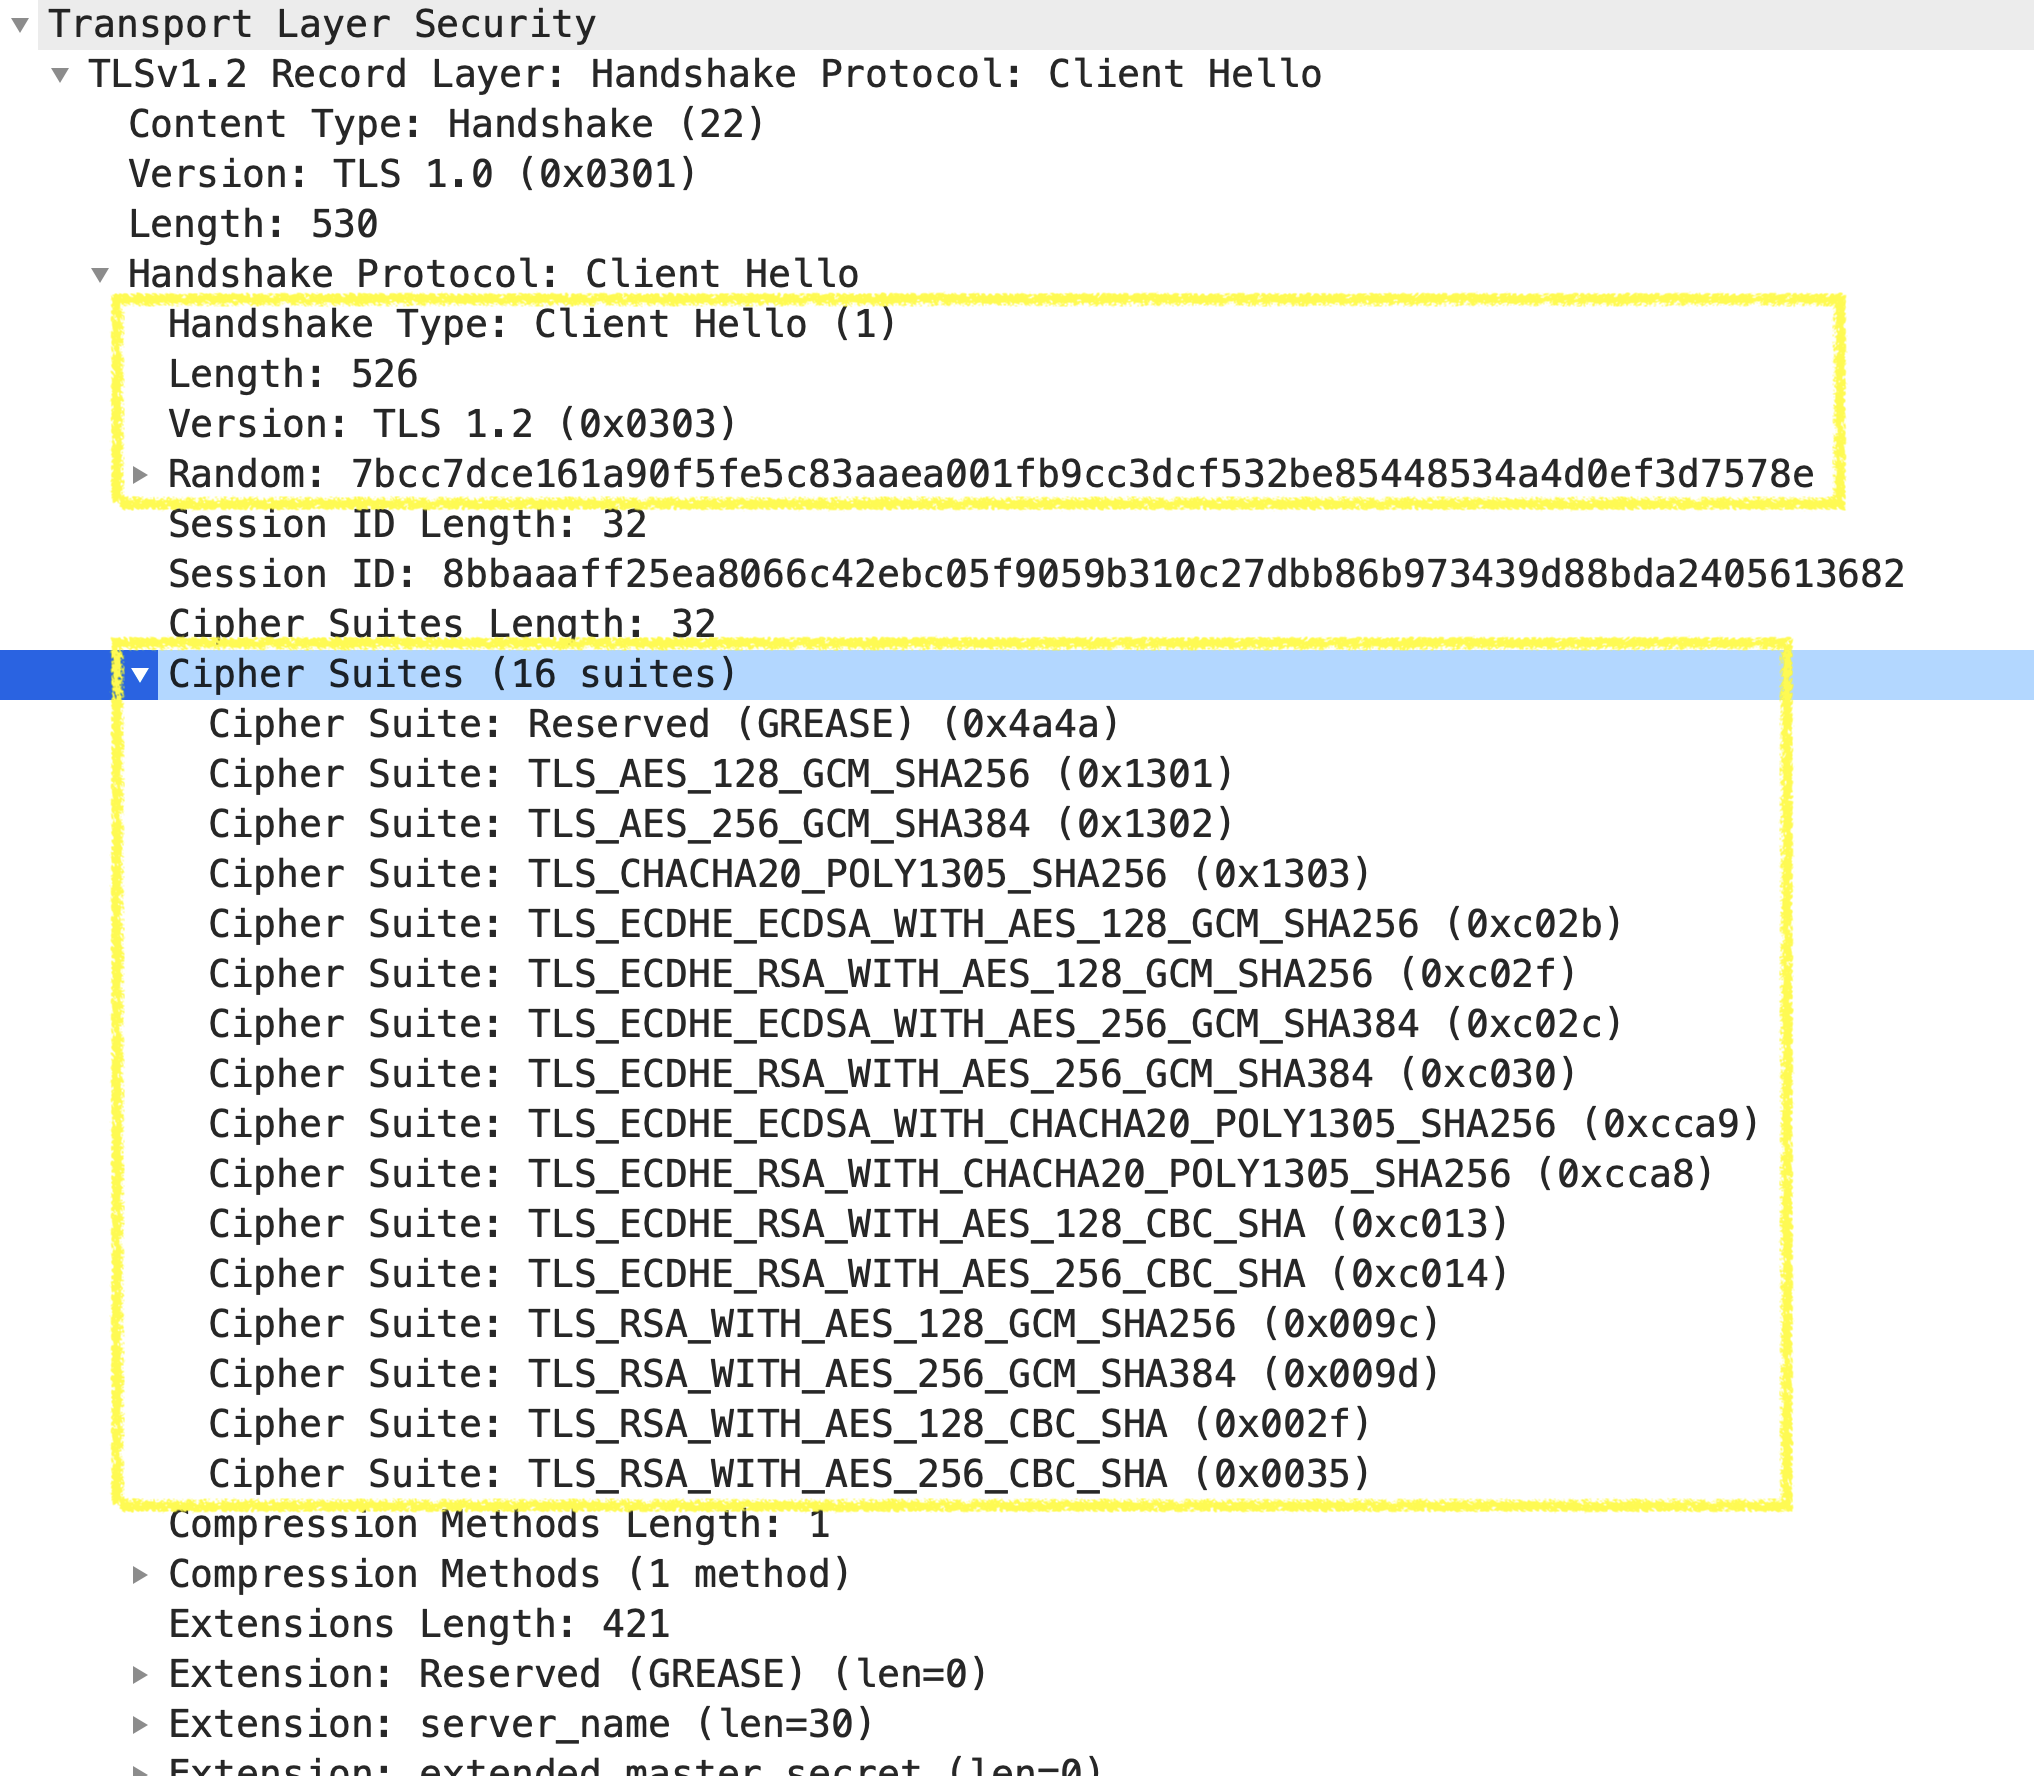 Transport Layer Security
TLSv1.2 Record Layer: Handshake Protocol: Client Hello
Content Type: Handshake (22)
Version: TLS 1.0 (0x0301)
Length: 530
Handshake Protocol: Client Hello
Handshake Type: Client Hello (1)
Length: 526
Version: TLS 1.2 (0x0303)
Random: 7bcc7dce161a90f5fe5c83aaea001fb9cc3dcf532be85448534a4d0ef3d7578e
Session ID Length: 32
Session ID: 8bbaaaff25ea8066c42ebc05f9059b310c27dbb86b973439d88bda2405613682
Cipher Suites Length: 32
Cipher Suites (16 suites)
Cipher Suite: Reserved (GREASE) (0x4a4a)
Cipher Suite: TLS_AES_128_GCM_SHA256 (0x1301)
Cipher Suite: TLS_AES_256_GCM_SHA384 (0x1302)
Cipher Suite: TLS_CHACHA20_POLY1305_SHA256 (0x1303)
Cipher Suite: TLS_ECDHE_ECDSA_WITH_AES_128_GCM_SHA256 (0xc02b)
Cipher Suite: TLS_ECDHE_RSA_WITH_AES_128_GCM_SHA256 (0xc02f)
Cipher Suite: TLS_ECDHE_ECDSA_WITH_AES_256_GCM_SHA384 (0xc02c)
Cipher Suite: TLS_ECDHE_RSA_WITH_AES_256_GCM_SHA384 (0xc030)
Cipher Suite: TLS_ECDHE_ECDSA_WITH_CHACHA20_POLY1305_SHA256 (0xcca9)
Cipher Suite: TLS_ECDHE_RSA_WITH_CHACHA20_POLY1305_SHA256 (0xcca8)
Cipher Suite: TLS_ECDHE_RSA_WITH_AES_128_CBC_SHA (0xc013)
Cipher Suite: TLS_ECDHE_RSA_WITH_AES_256_CBC_SHA (0xc014)
Cipher Suite: TLS_RSA_WITH_AES_128_GCM_SHA256 (0x009c)
Cipher Suite: TLS_RSA_WITH_AES_256_GCM_SHA384 (0x009d)
Cipher Suite: TLS_RSA_WITH_AES_128_CBC_SHA (0x002f)
Cipher Suite: TLS_RSA_WITH_AES_256_CBC_SHA (0x0035)
Compression Methods Length: 1
Compression Methods (1 method)
Extensions Length: 421
Extension: Reserved (GREASE) (len=0)
Extension: server_name (len=30)
Extension: extended_master_secret (len=0)